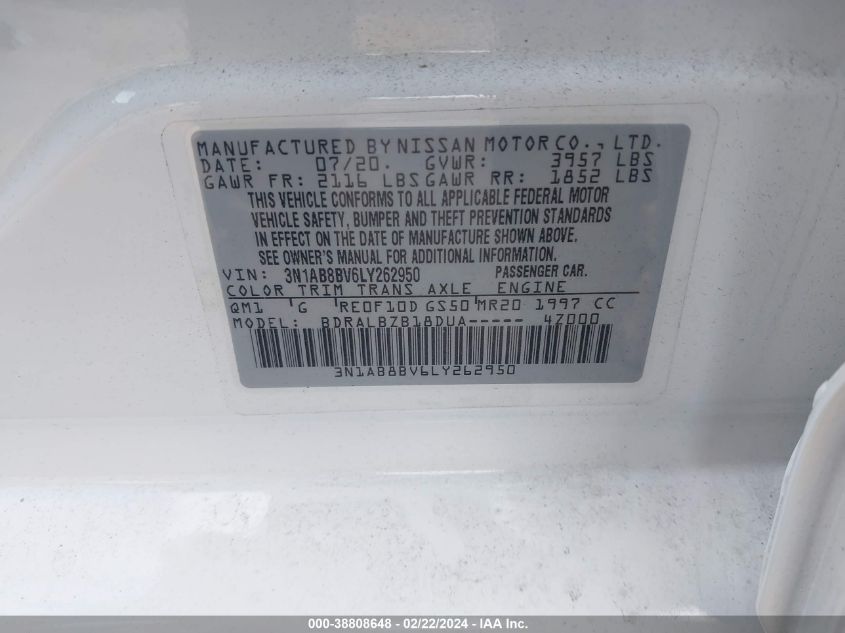 MANUFACTURED BY NISSAN MOTOR CO., LTD.
DATE: 07/20. GVWR: 3957 LBS
GAWR FR: 2116 LBS GAWR RR: 1852 LBS
THIS VEHICLE CONFORMS TO ALL APPLICABLE FEDERAL MOTOR
VEHICLE SAFETY, BUMPER AND THEFT PREVENTION STANDARDS
IN EFFECT ON THE DATE OF MANUFACTURE SHOWN ABOVE.
SEE OWNER'S MANUAL FOR ADDITIONAL INFORMATION.
VIN: 3N1AB8BV6LY262950 PASSENGER CAR.
COLOR TRIM TRANS AXLE ENGINE
QM1 'G RE0F10D GS50'MR20 1997 CC
MODEL: BDRALBZB18DUA----- 4Z000
3N1AB8BV6LY262950
000-38808648 - 02/22/2024 - IAA Inc.